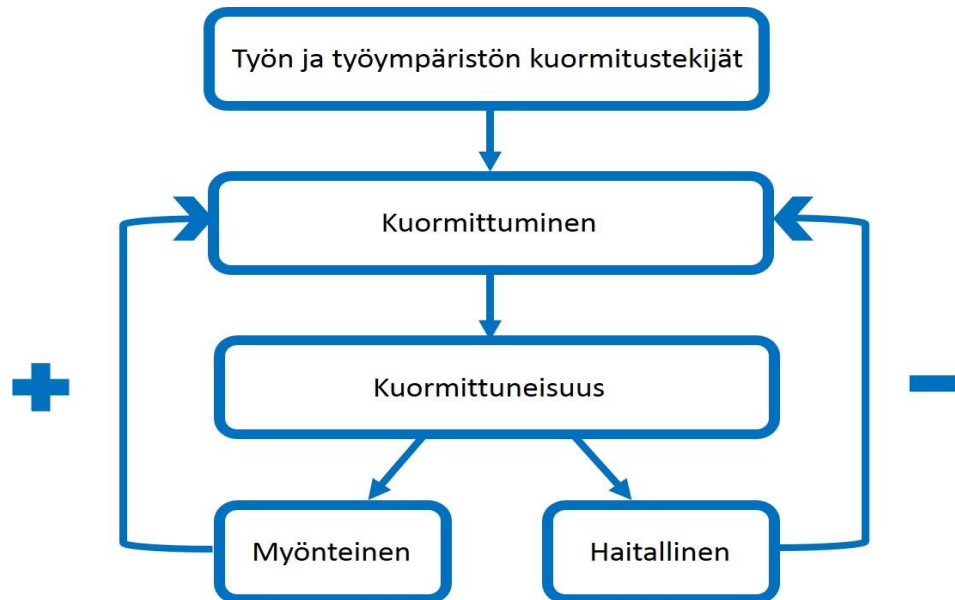 Työn ja työympäristön kuormitustekijät
Kuormittuminen
Kuormittuneisuus
Myönteinen
Haitallinen